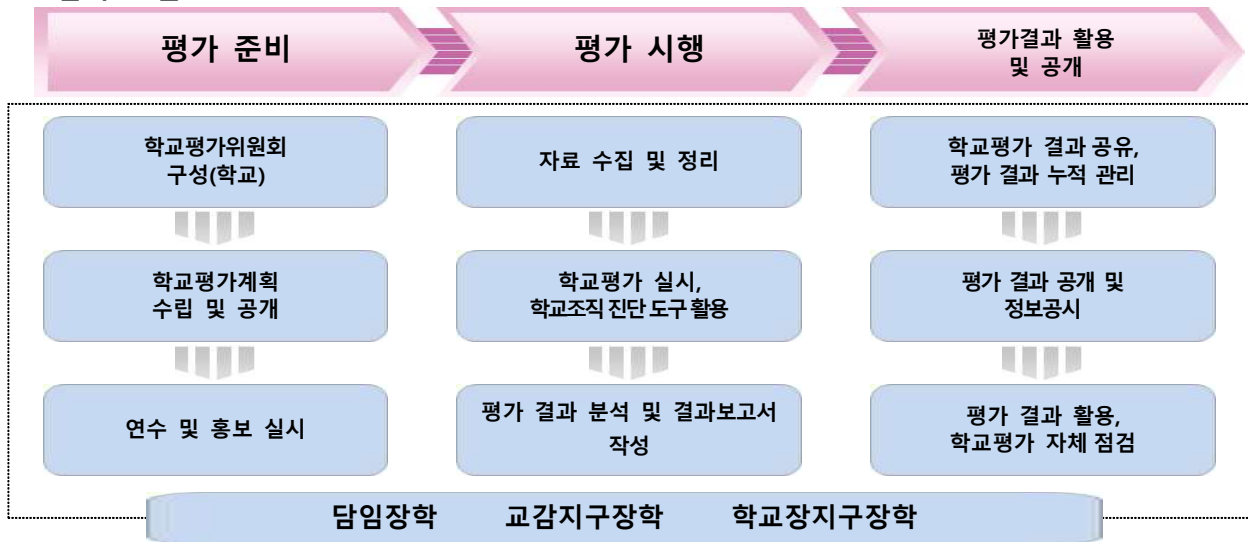 평가 준비
평가 시행
평가결과 활용
및 공개
학교평가위원회
구성(학교)
자료 수집 및 정리
학교평가 결과 공유,
평가 결과 누적 관리
학교평가계획
수립 및 공개
학교평가 실시,
학교조직 진단 도구 활용
평가 결과 공개 및
정보공시
연수 및 홍보 실시
평가 결과 분석 및 결과보고서
작성
평가 결과 활용,
학교평가 자체 점검
담임장학 교감지구장학 학교장지구장학